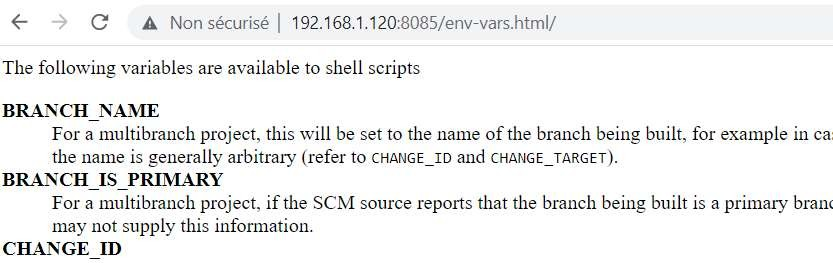 Non sécurisé | 192.168.1.120:8085/env-vars.html/
The following variables are available to shell scripts
BRANCH_NAME
For a multibranch project, this will be set to the name of the branch being built, for example in
the name is generally arbitrary (refer to CHANGE_ID and CHANGE_TARGET).
BRANCH_IS_PRIMARY
For a multibranch project, if the SCM source reports that the branch being built is a primary
may not supply this information.
CHANGE_ID